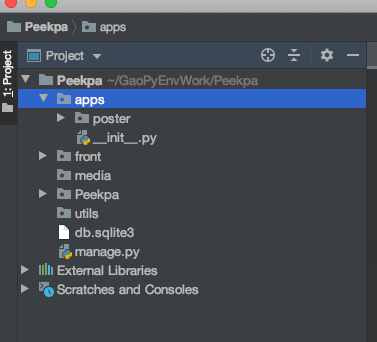 Peekpa apps
1: Project
Project
Peekpa ~/GaoPyEnvWork/Peekpa
apps
poster
__init__.py
front
media
Peekpa
utils
db.sqlite3
manage.py
External Libraries
Scratches and Consoles